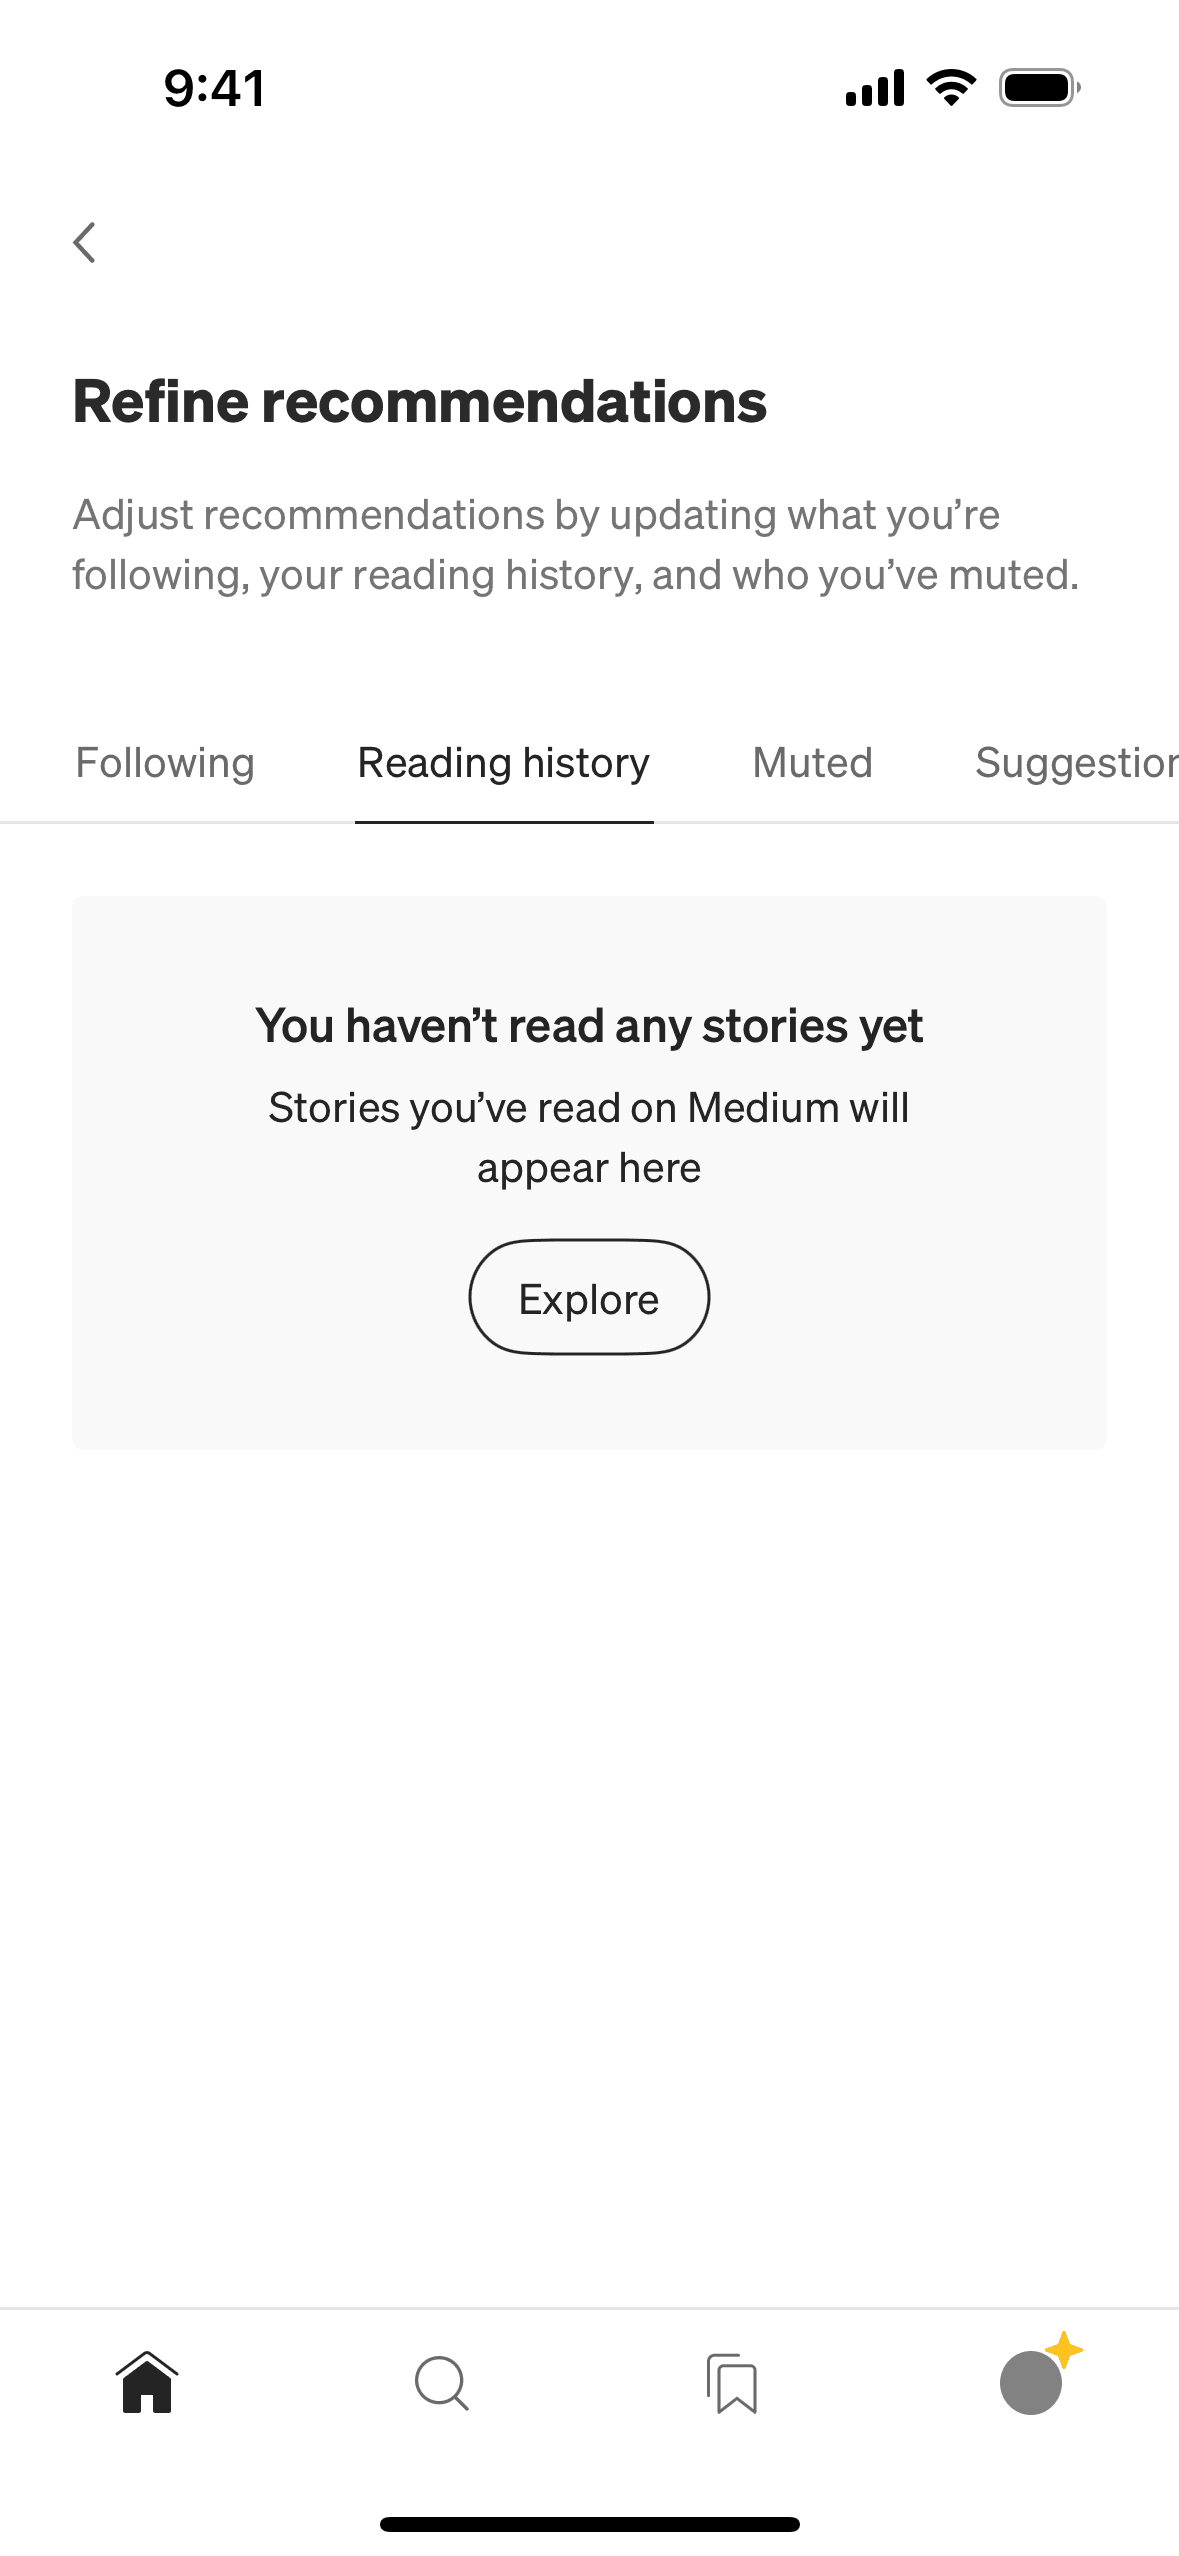 9:41
Refine recommendations
Adjust recommendations by updating what you’re
following, your reading history, and who you’ve muted.
Following Reading history Muted Suggestion
You haven’t read any stories yet
Stories you’ve read on Medium will
appear here
Explore